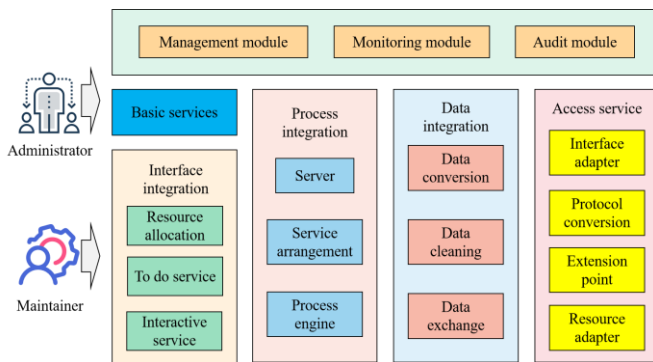 Management module
Monitoring module
Audit module
Administrator
Basic services
Interface
integration
Resource
allocation
To do service
Interactive
service
Maintainer
Process
integration
Server
Service
arrangement
Process
engine
Data
integration
Data
conversion
Data
cleaning
Data
exchange
Access service
Interface
adapter
Protocol
conversion
Extension
point
Resource
adapter